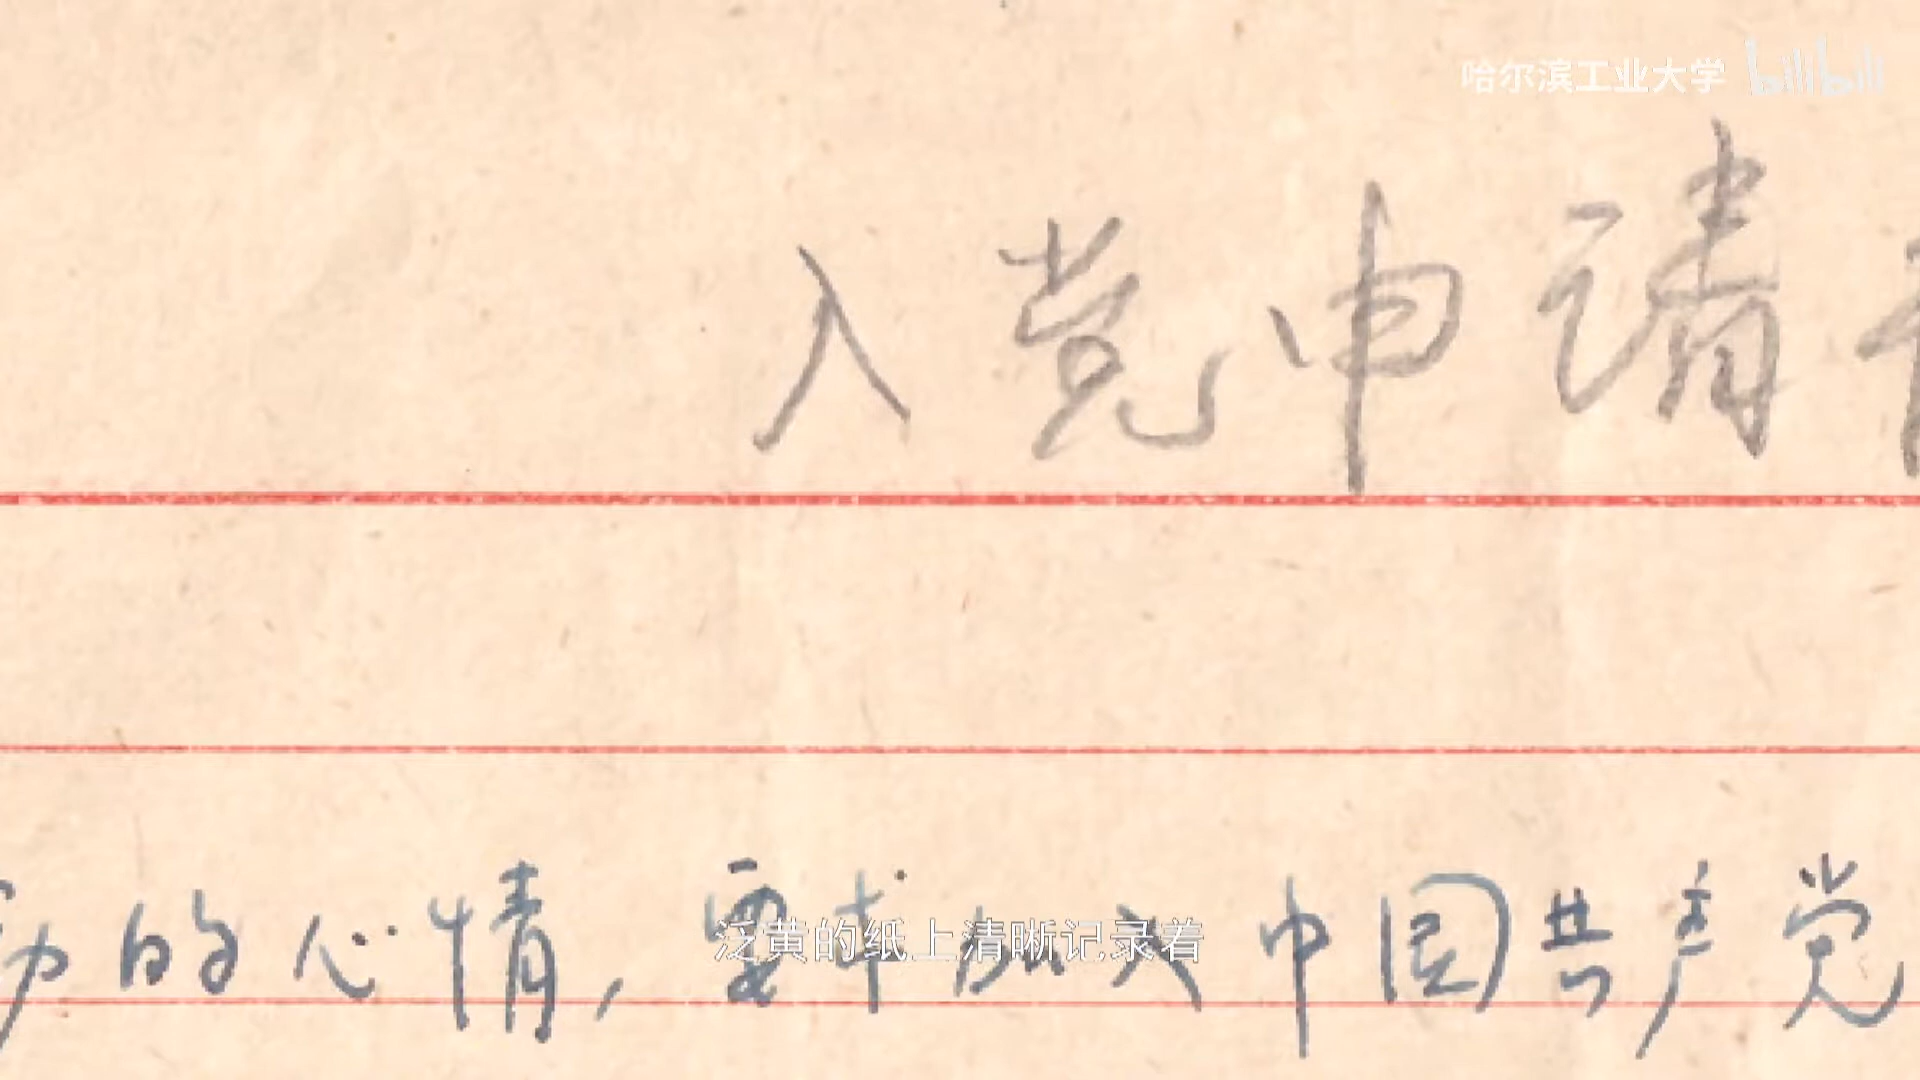 哈尔滨工业大学 bilibili
入党申请
动的心情，要求加入中国共产党
泛黄的纸上清晰记录着